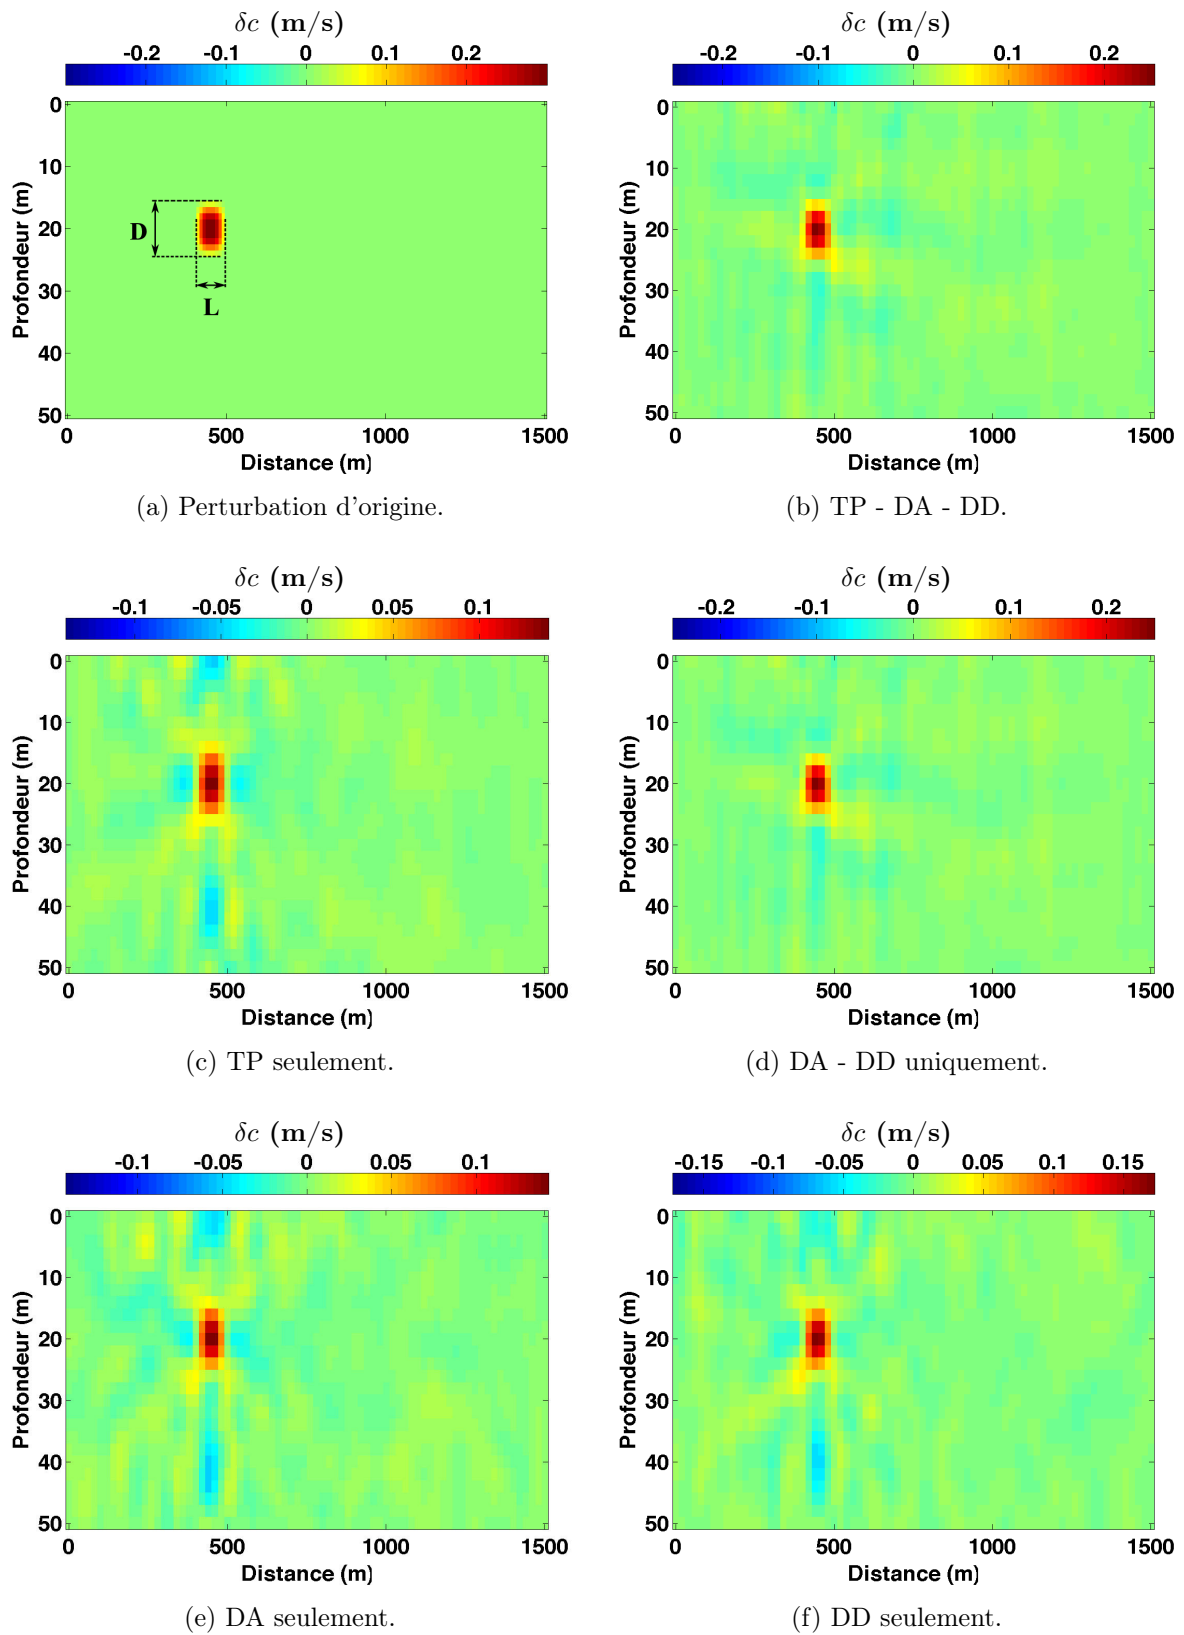 δc (m/s)
-0.2 -0.1 0 0.1 0.2
0
10
20
30
40
50
Profondeur (m)
D
L
0 500 1000 1500
Distance (m)
(a) Perturbation d'origine.
δc (m/s)
-0.2 -0.1 0 0.1 0.2
0
10
20
30
40
50
Profondeur (m)
0 500 1000 1500
Distance (m)
(b) TP - DA - DD.
δc (m/s)
-0.1 -0.05 0 0.05 0.1
0
10
20
30
40
50
Profondeur (m)
0 500 1000 1500
Distance (m)
(c) TP seulement.
δc (m/s)
-0.2 -0.1 0 0.1 0.2
0
10
20
30
40
50
Profondeur (m)
0 500 1000 1500
Distance (m)
(d) DA - DD uniquement.
δc (m/s)
-0.1 -0.05 0 0.05 0.1
0
10
20
30
40
50
Profondeur (m)
0 500 1000 1500
Distance (m)
(e) DA seulement.
δc (m/s)
-0.15 -0.1 -0.05 0 0.05 0.1 0.15
0
10
20
30
40
50
Profondeur (m)
0 500 1000 1500
Distance (m)
(f) DD seulement.